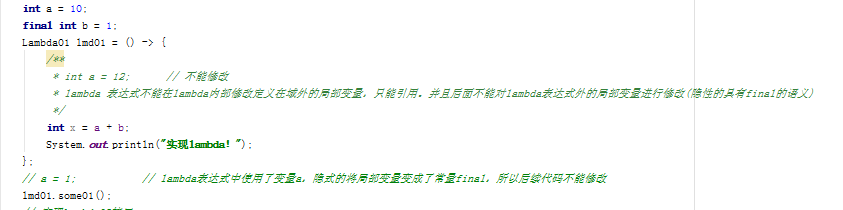 int a = 10;
final int b = 1;
Lambda01 lmd01 = () -> {
/**
* int a = 12; // 不能修改
* lambda 表达式不能在lambda内部修改定义在域外的局部变量，只能引用。并且后面不能对lambda表达式外的局部变量进行修改(隐性的具有final的语义)
*/
int x = a + b;
System.out.println("实现lambda! ");
};
// a = 1; // lambda表达式中使用了变量a，隐式的将局部变量变成了常量final，所以后续代码不能修改
lmd01.some01();